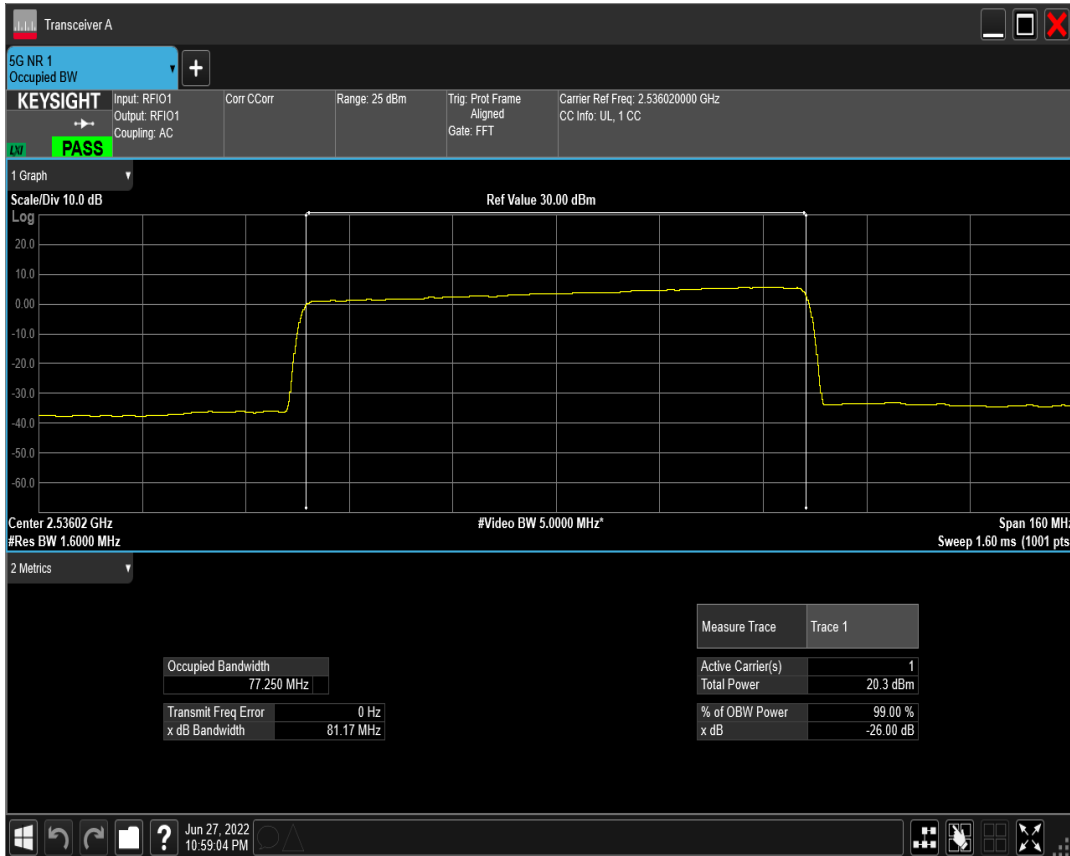 Transceiver A
5G NR 1
Occupied BW
+
KEYSIGHT
LXI
PASS
Input: RFIO1
Output: RFIO1
Coupling: AC
Corr CCorr
Range: 25 dBm
Trig: Prot Frame
Aligned
Gate: FFT
Carrier Ref Freq: 2.536020000 GHz
CC Info: UL, 1 CC
1 Graph
Scale/Div 10.0 dB
Ref Value 30.00 dBm
Log
20.0
10.0
0.00
-10.0
-20.0
-30.0
-40.0
-50.0
-60.0
Center 2.53602 GHz
#Video BW 5.0000 MHz*
Span 160 MHz
#Res BW 1.6000 MHz
Sweep 1.60 ms (1001 pts
2 Metrics
Measure Trace Trace 1
Occupied Bandwidth
77.250 MHz
Active Carrier(s) 1
Total Power 20.3 dBm
Transmit Freq Error 0 Hz
x dB Bandwidth 81.17 MHz
% of OBW Power 99.00 %
x dB -26.00 dB
?
Jun 27, 2022
10:59:04 PM